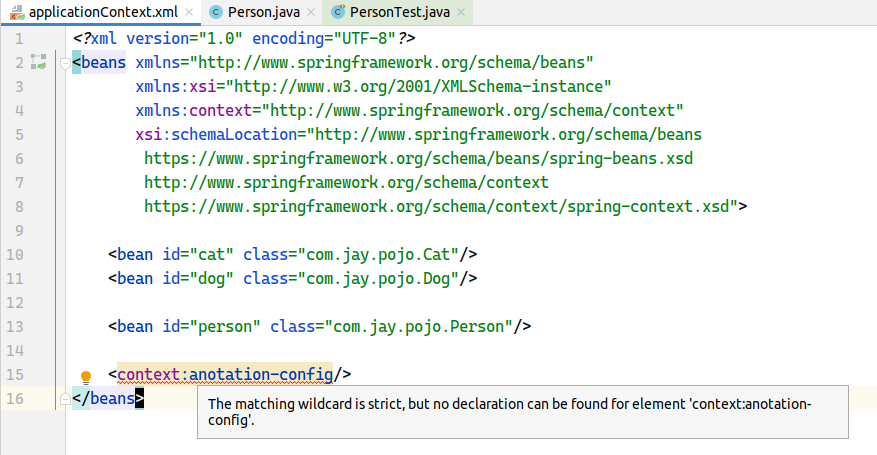 applicationContext.xml Person.java PersonTest.java
1 <?xml version="1.0" encoding="UTF-8"?>
2 <beans xmlns="http://www.springframework.org/schema/beans"
3 xmlns:xsi="http://www.w3.org/2001/XMLSchema-instance"
4 xmlns:context="http://www.springframework.org/schema/context"
5 xsi:schemaLocation="http://www.springframework.org/schema/beans
6 https://www.springframework.org/schema/beans/spring-beans.xsd
7 http://www.springframework.org/schema/context
8 https://www.springframework.org/schema/context/spring-context.xsd">
9
10 <bean id="cat" class="com.jay.pojo.Cat"/>
11 <bean id="dog" class="com.jay.pojo.Dog"/>
12
13 <bean id="person" class="com.jay.pojo.Person"/>
14
15 <context:anotation-config/>
16 </beans>
The matching wildcard is strict, but no declaration can be found for element 'context:anotation-
config'.